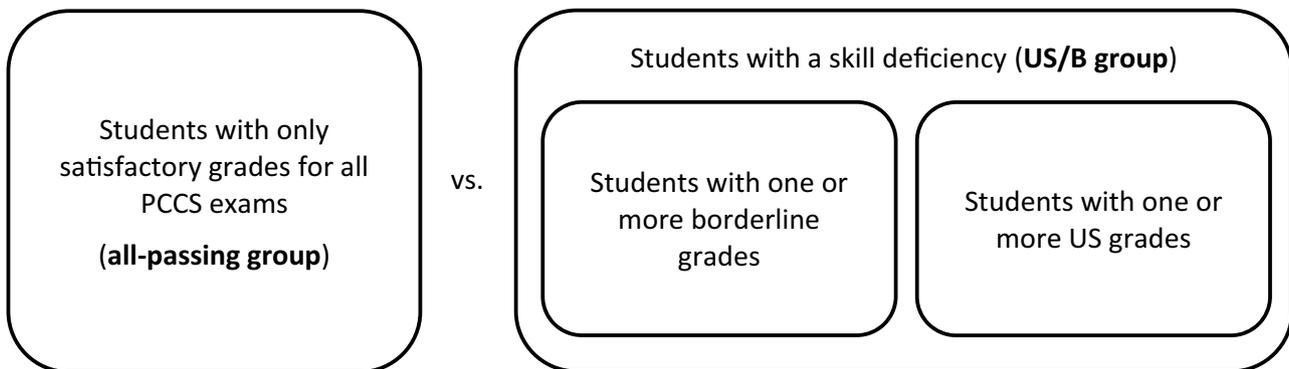 Students with only
satisfactory grades for all
PCCS exams
(all-passing group)
vs.
Students with a skill deficiency (US/B group)
Students with one or
more borderline
grades
Students with one or
more US grades